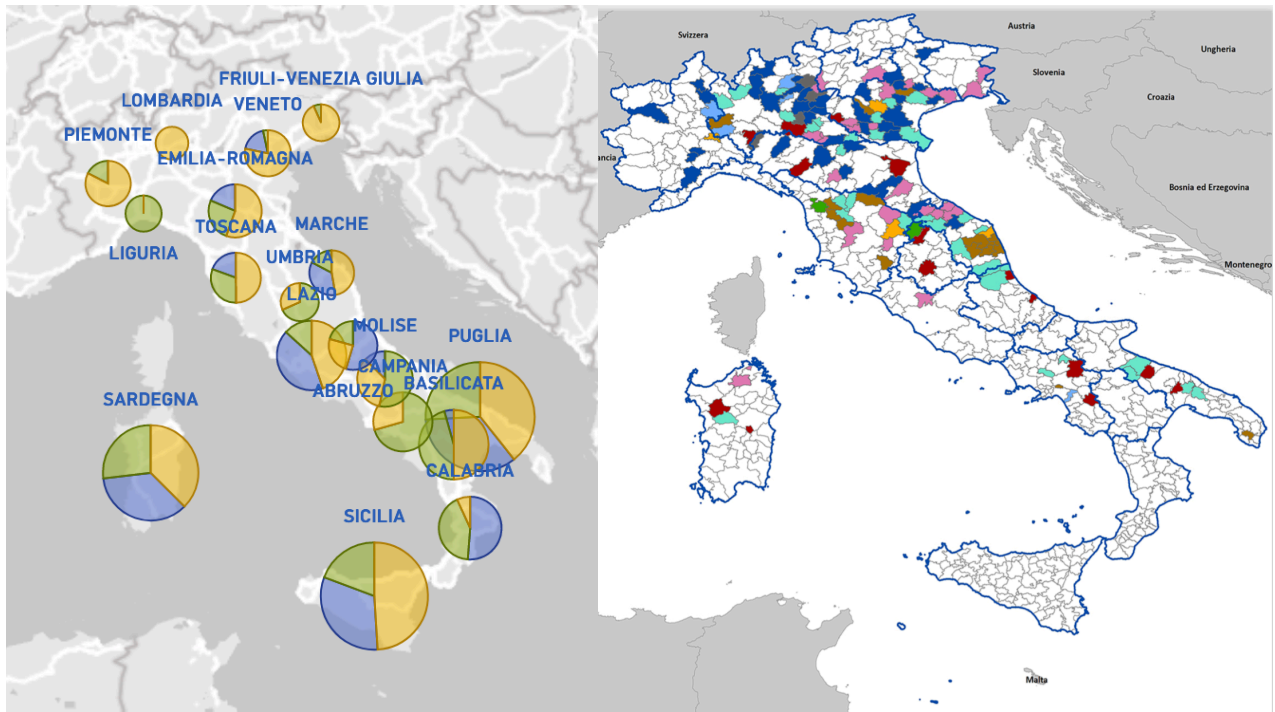 FRIULI-VENEZIA GIULIA
LOMBARDIA
VENETO
PIEMONTE
EMILIA-ROMAGNA
TOSCANA
MARCHE
LIGURIA
UMBRIA
LAZIO
MOLISE
PUGLIA
CAMPANIA
ABRUZZO
BASILICATA
SARDEGNA
CALABRIA
SICILIA
Svizzera
Austria
Ungheria
Slovenia
Croazia
ancia
Bosnia ed Erzegovina
Montenegro
Malta